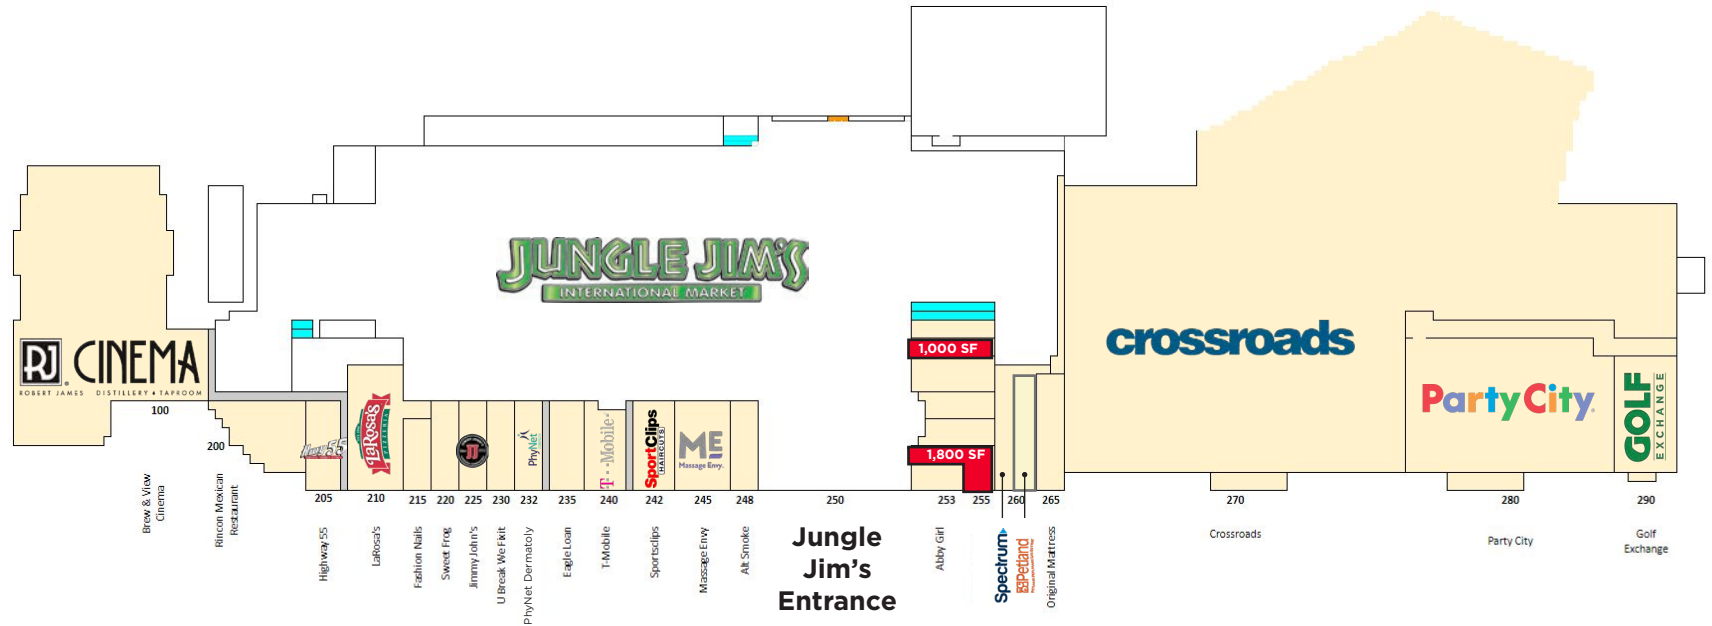 JUNGLE JIM'S
INTERNATIONAL MARKET
RJ. CINEMA
ROBERT JAMES DISTILLERY • TAPROOM
crossroads
1,000 SF
1,800 SF
Party City
GOLF
EXCHANGE
Hwy 55
LaRosa's
PIZZERIA
JJ
PhyNet
T··Mobile·
SportClips
HAIRCUTS
ME
Massage Envy.
100
200
205
210
215
220
225
230
232
235
240
242
245
248
250
253
255
260
265
270
280
290
Brew & View
Cinema
Rincon Mexican
Restaurant
Highway 55
LaRosa's
Fashion Nails
Sweet Frog
Jimmy John's
U Break We Fixit
PhyNet Dermatoly
Eagle Loan
T-Mobile
Sportsclips
Massage Envy
Alt Smoke
Jungle
Jim's
Entrance
Abby Girl
Spectrum
Petland
Original Mattress
Crossroads
Party City
Golf
Exchange